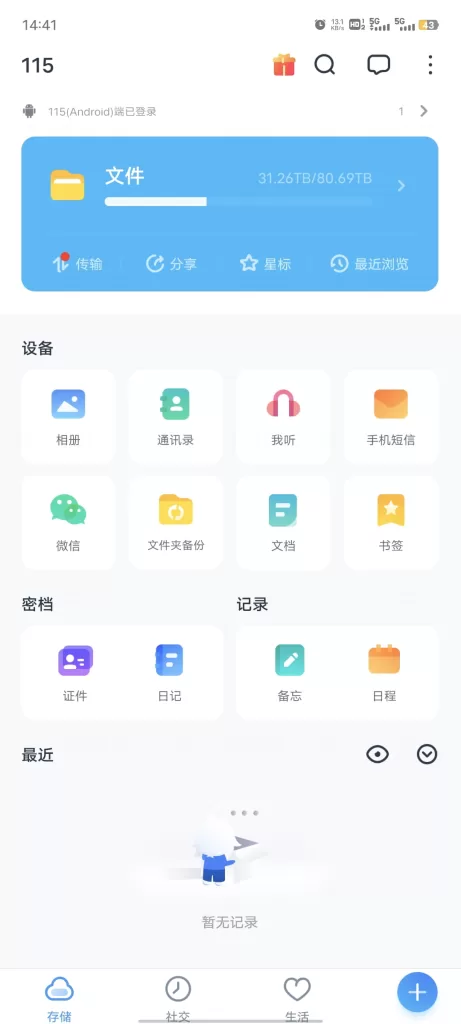 14:41
13.1 KB/s HD 1 2 5G 5G 43
115
115(Android)端已登录 1
文件 31.26TB/80.69TB
传输 分享 星标 最近浏览
设备
相册 通讯录 我听 手机短信
微信 文件夹备份 文档 书签
密档 记录
证件 日记 备忘 日程
最近
暂无记录
存储 社交 生活